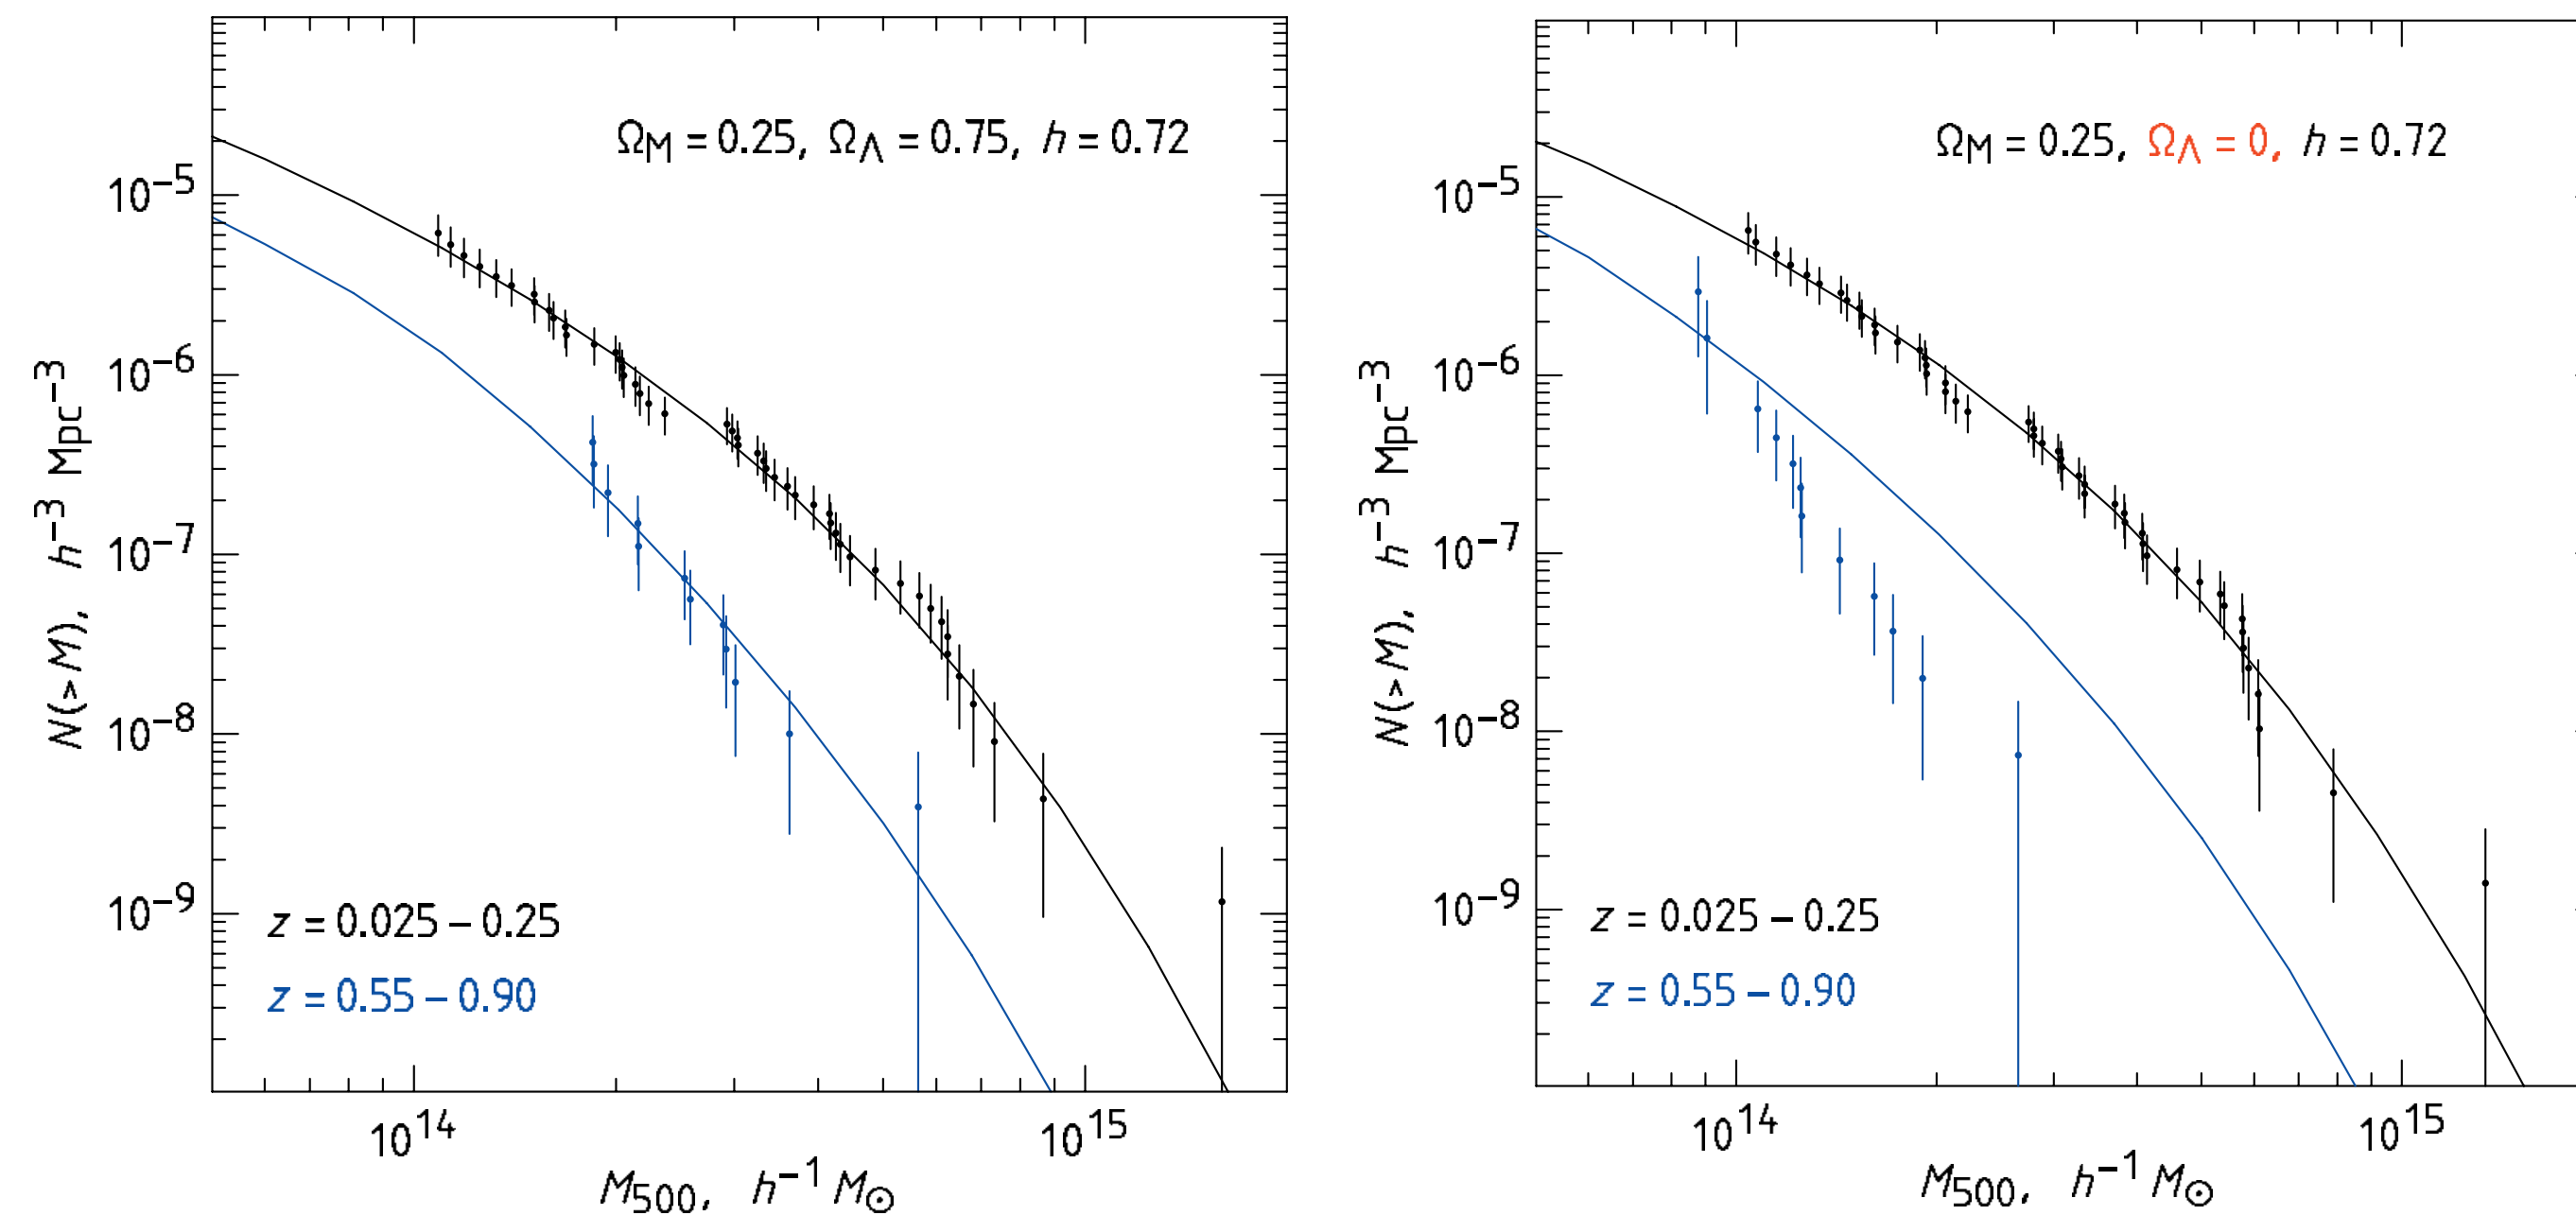 Ω_M = 0.25, Ω_Λ = 0.75, h = 0.72
10^−5
10^−6
10^−7
10^−8
10^−9
N(>M), h^−3 Mpc^−3
z = 0.025 − 0.25
z = 0.55 − 0.90
10^14 10^15
M_500, h^−1 M_⊙
Ω_M = 0.25, Ω_Λ = 0, h = 0.72
10^−5
10^−6
10^−7
10^−8
10^−9
N(>M), h^−3 Mpc^−3
z = 0.025 − 0.25
z = 0.55 − 0.90
10^14 10^15
M_500, h^−1 M_⊙